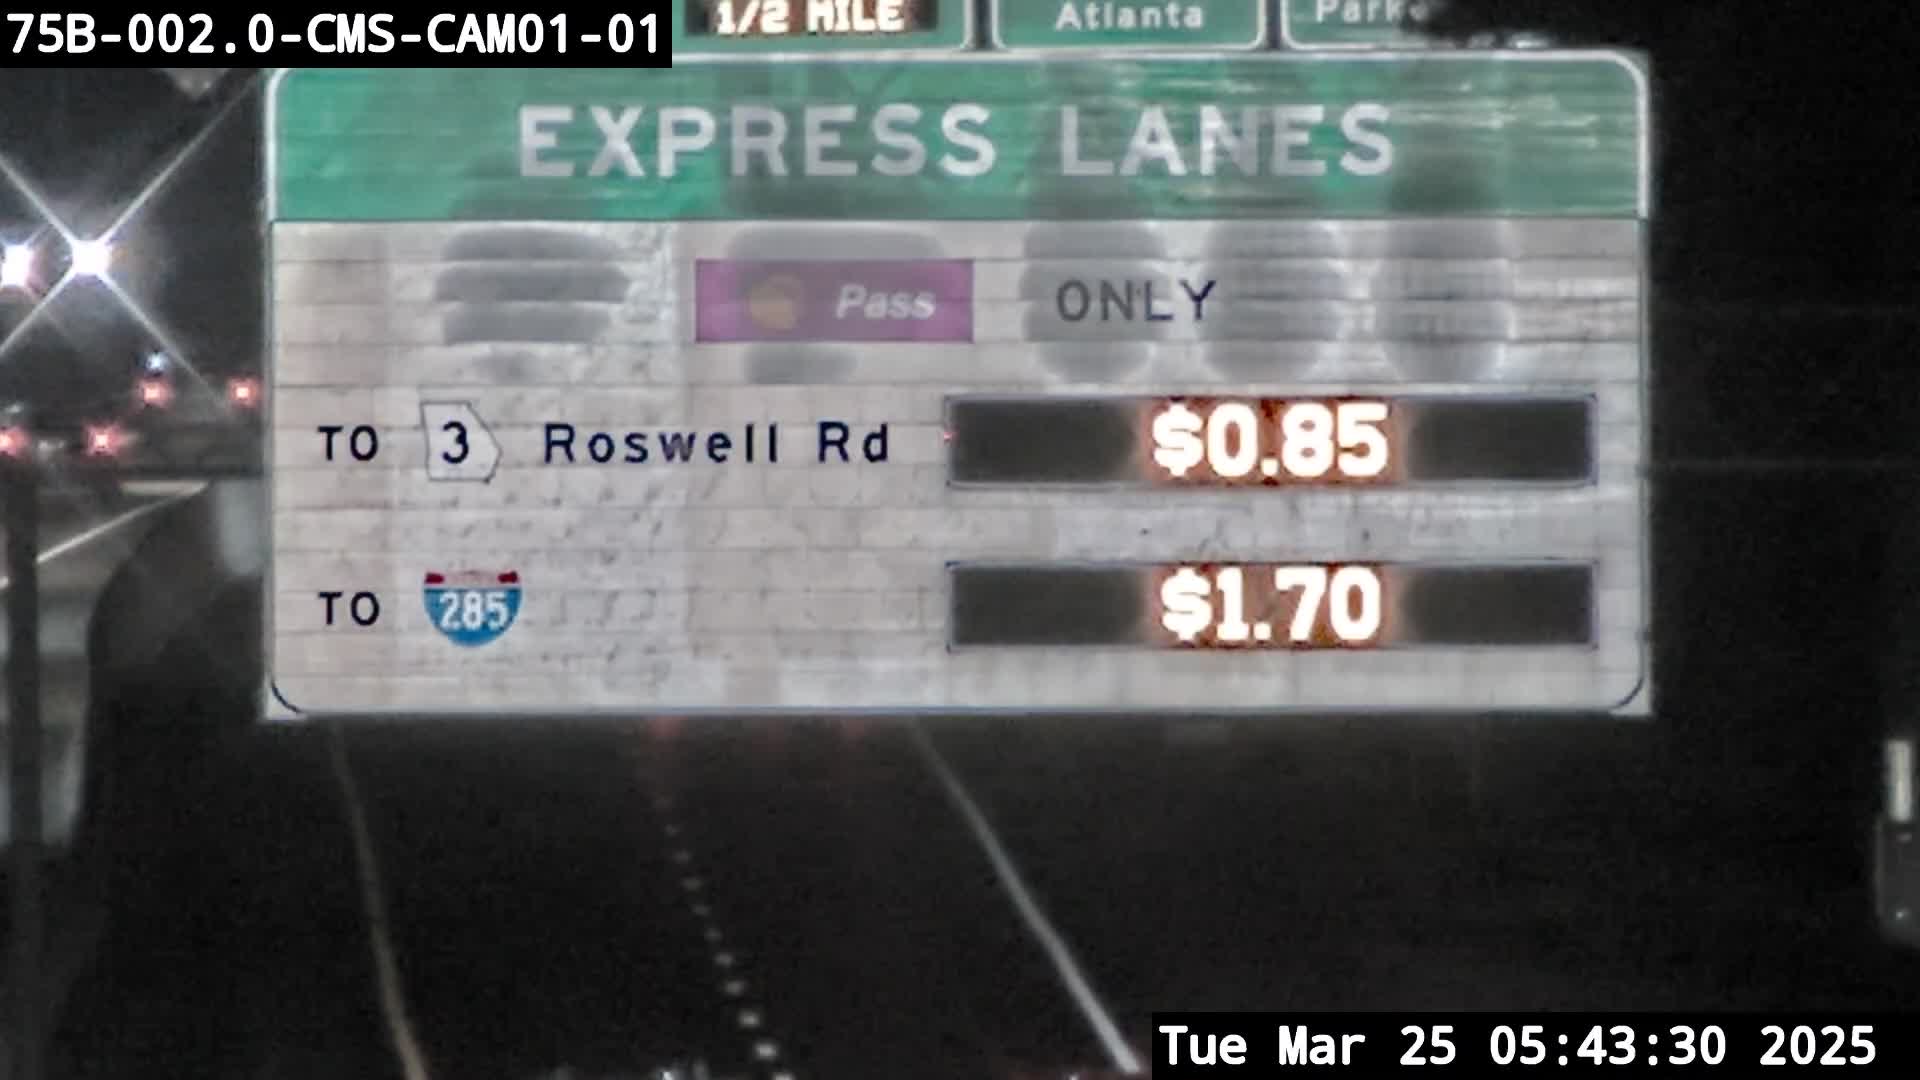 75B-002.0-CMS-CAM01-01
1/2 MILE
Atlanta
EXPRESS LANES
Pass ONLY
TO 3 Roswell Rd $0.85
TO 285 $1.70
Tue Mar 25 05:43:30 2025